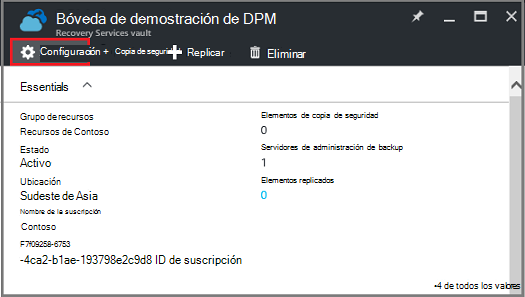 Bóveda de demostración de DPM
Recovery Services vault
Configuración + Copia de seguridad Replicar Eliminar
Essentials
Grupo de recursos
Recursos de Contoso
Estado
Activo
Ubicación
Sudeste de Asia
Nombre de la suscripción
Contoso
F7f09258-6753
-4ca2-b1ae-193798e2c9d8 ID de suscripción
Elementos de copia de seguridad
0
Servidores de administración de backup
1
Elementos replicados
0
•4 de todos los valores